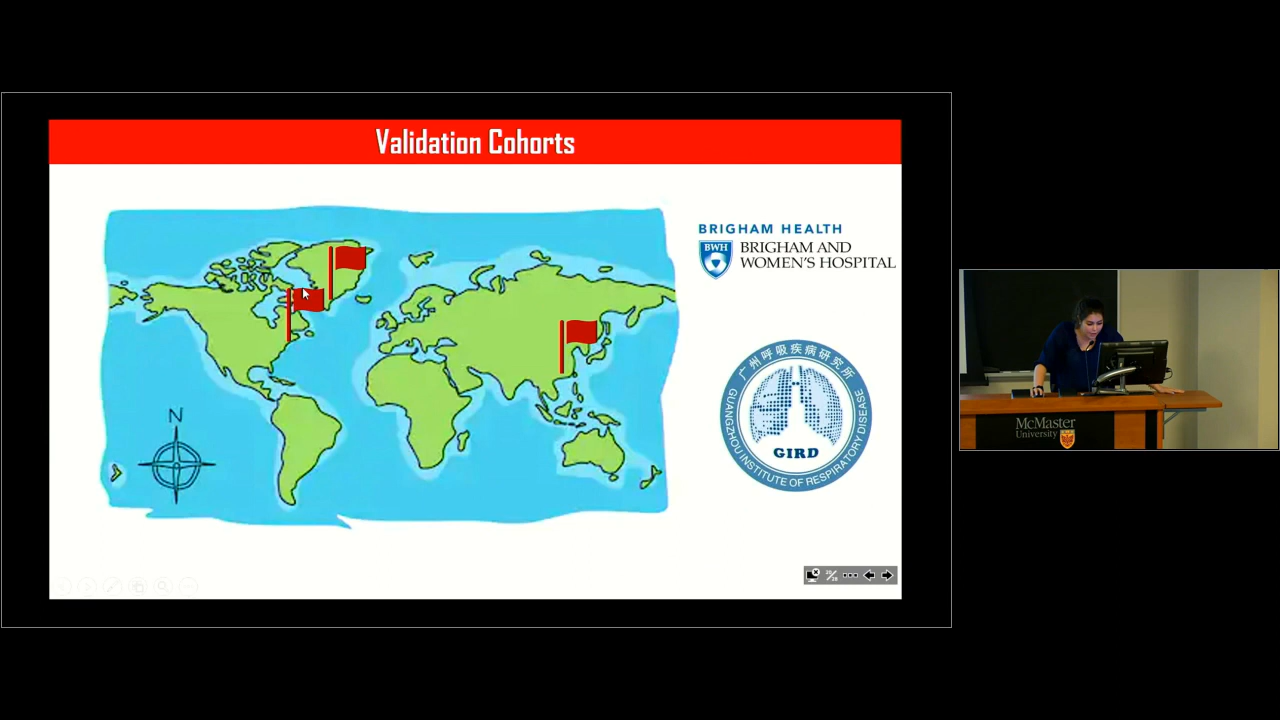 Validation Cohorts
BRIGHAM HEALTH
BWH
BRIGHAM AND
WOMEN'S HOSPITAL
N
广州呼吸疾病研究所
GIRD
GUANGZHOU INSTITUTE OF RESPIRATORY DISEASE
McMaster
University